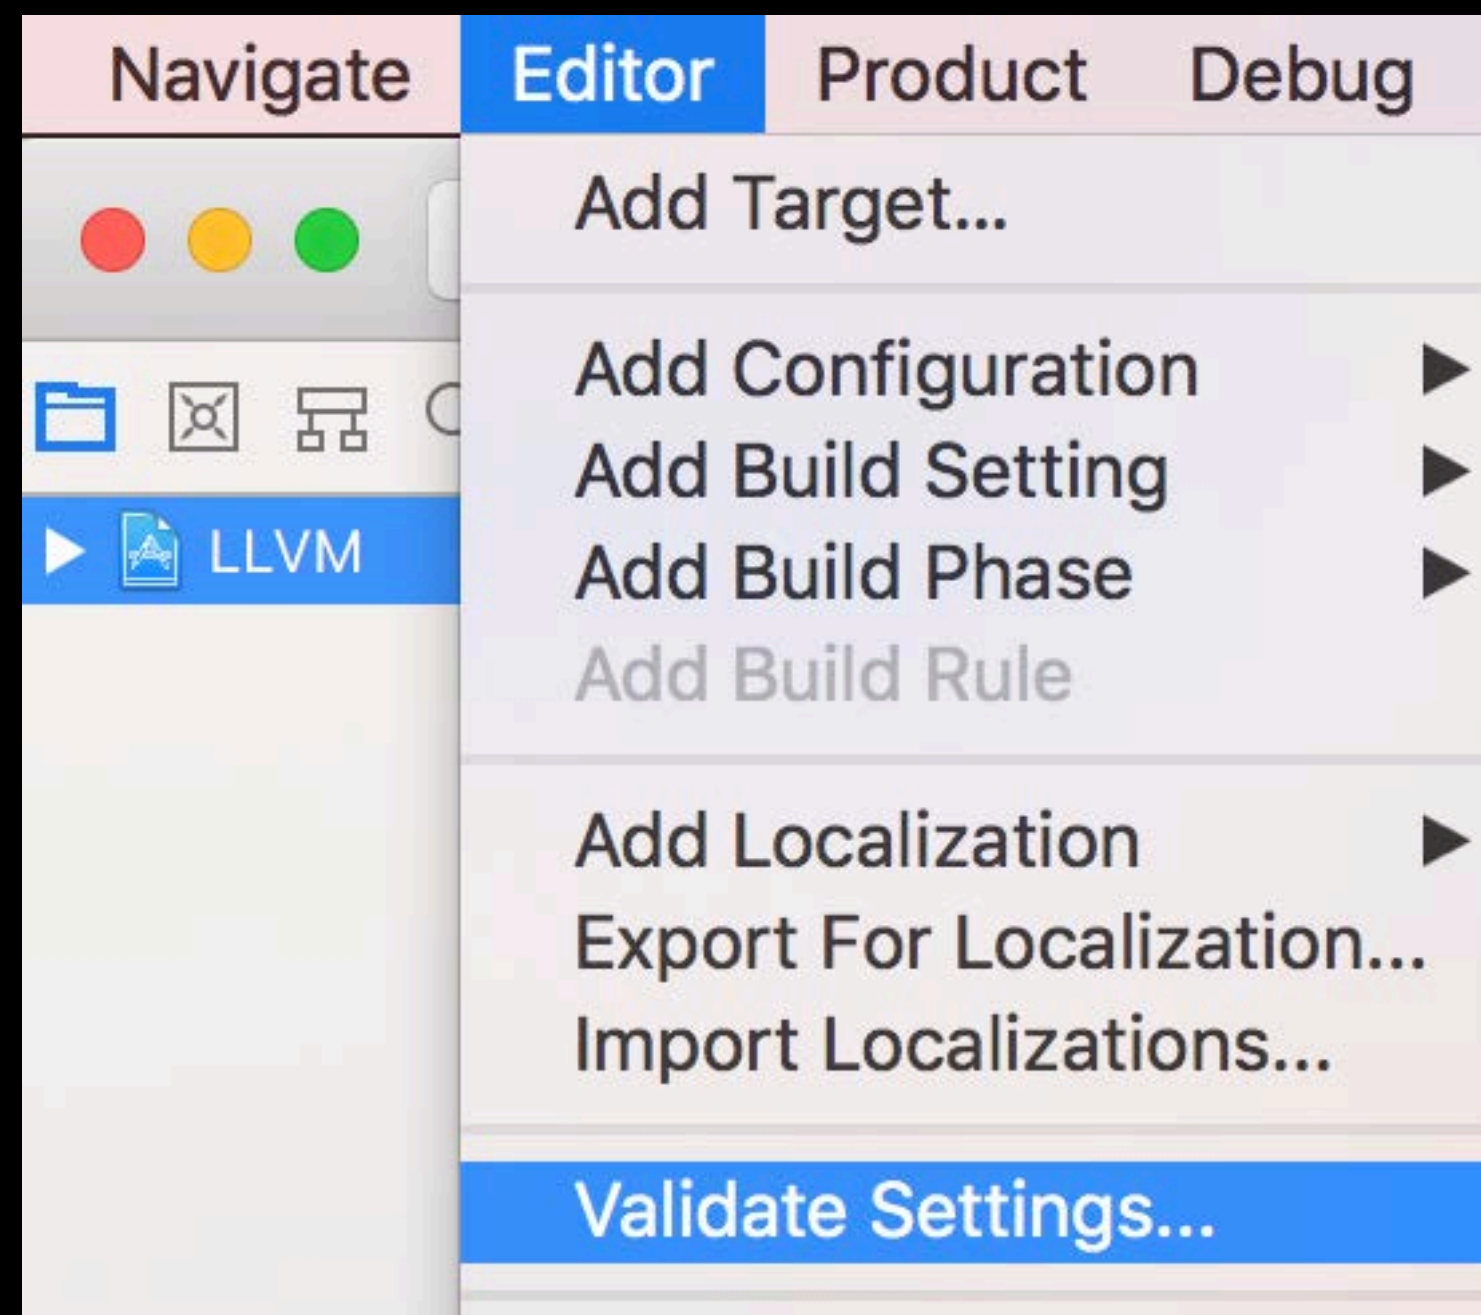 Navigate Editor Product Debug
Add Target...
Add Configuration
Add Build Setting
LLVM
Add Build Phase
Add Build Rule
Add Localization
Export For Localization...
Import Localizations...
Validate Settings...